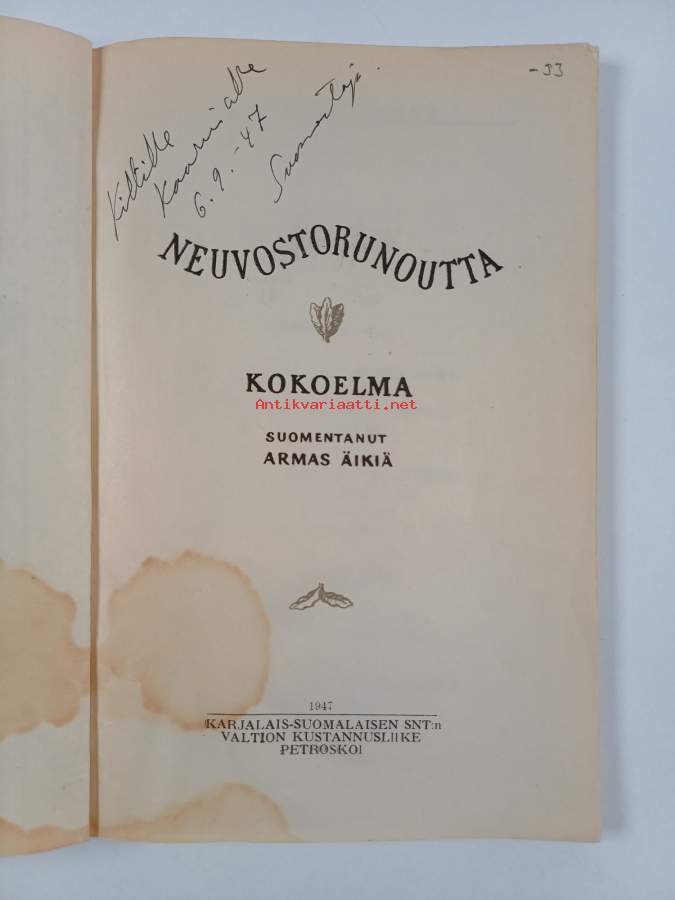 -33
Kiltille
Kaarinalle
6.9.-47
Suomentaja.
NEUVOSTORUNOUTTA
KOKOELMA
Antikvariaatti.net
SUOMENTANUT
ARMAS ÄIKIÄ
1947
KARJALAIS-SUOMALAISEN SNT:n
VALTION KUSTANNUSLIIKE
PETROSKOI